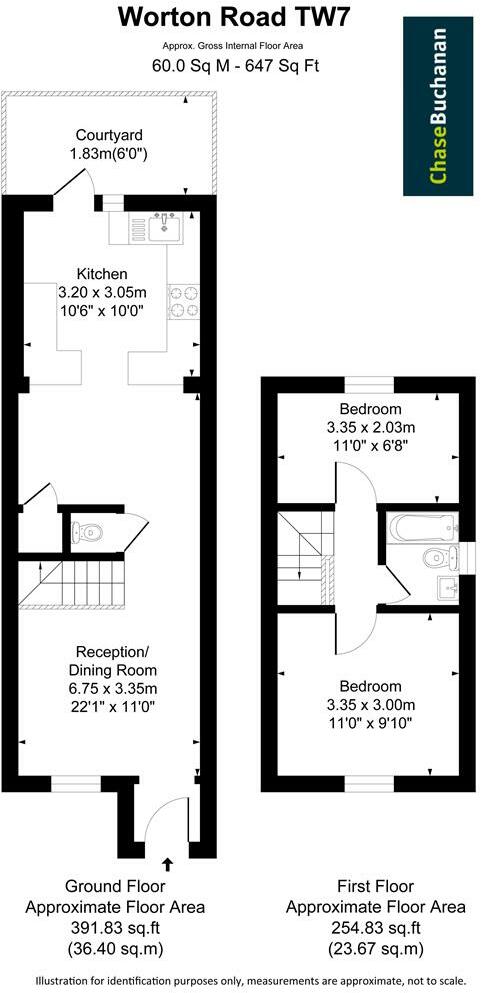 Worton Road TW7
Approx. Gross Internal Floor Area
60.0 Sq M - 647 Sq Ft
ChaseBuchanan
Courtyard
1.83m(6'0")
Kitchen
3.20 x 3.05m
10'6" x 10'0"
Bedroom
3.35 x 2.03m
11'0" x 6'8"
Reception/
Dining Room
6.75 x 3.35m
22'1" x 11'0"
Bedroom
3.35 x 3.00m
11'0" x 9'10"
Ground Floor
Approximate Floor Area
391.83 sq.ft
(36.40 sq.m)
First Floor
Approximate Floor Area
254.83 sq.ft
(23.67 sq.m)
Illustration for identification purposes only, measurements are approximate, not to scale.